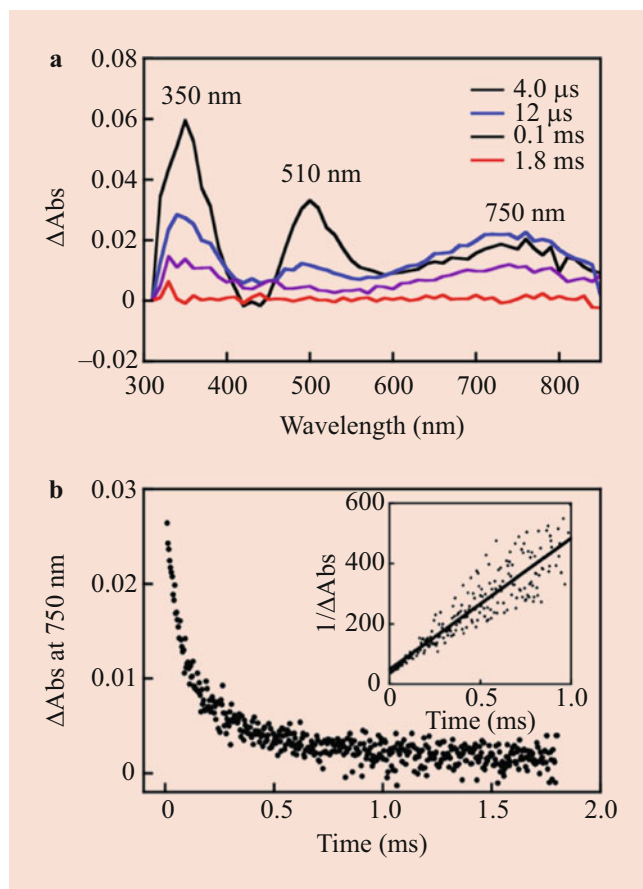 a
0.08
0.06
0.04
0.02
0
–0.02
ΔAbs
350 nm
510 nm
750 nm
4.0 µs
12 µs
0.1 ms
1.8 ms
300 400 500 600 700 800
Wavelength (nm)
b
0.03
0.02
0.01
0
ΔAbs at 750 nm
600
400
200
0
1/ΔAbs
0 0.5 1.0
Time (ms)
0 0.5 1.0 1.5 2.0
Time (ms)